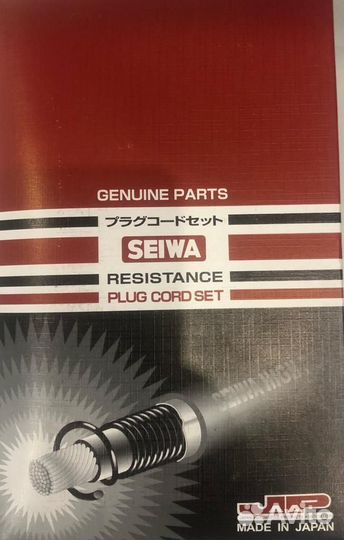 GENUINE PARTS
プラグコードセット
SEIWA
RESISTANCE
PLUG CORD SET
MADE IN JAPAN
Avito